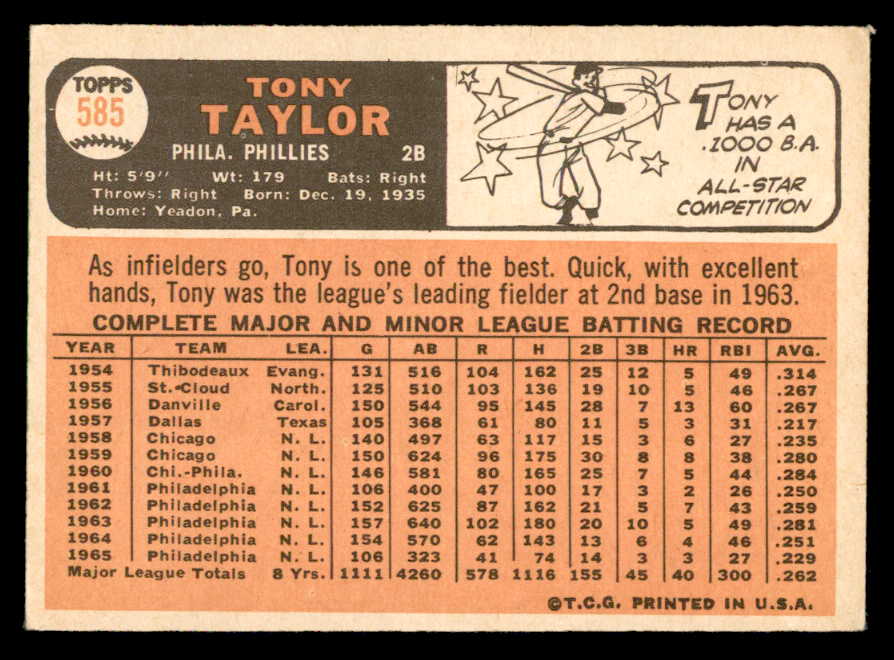 TOPPS
585
TONY
TAYLOR
PHILA. PHILLIES 2B
Ht: 5'9" Wt: 179 Bats: Right
Throws: Right Born: Dec. 19, 1935
Home: Yeadon, Pa.
TONY
HAS A
.1000 B.A.
IN
ALL-STAR
COMPETITION
As infielders go, Tony is one of the best. Quick, with excellent
hands, Tony was the league's leading fielder at 2nd base in 1963.
COMPLETE MAJOR AND MINOR LEAGUE BATTING RECORD
YEAR TEAM LEA. G AB R H 2B 3B HR RBI AVG.
1954 Thibodeaux Evang. 131 516 104 162 25 12 5 49 .314
1955 St. Cloud North. 125 510 103 136 19 10 5 46 .267
1956 Danville Carol. 150 544 95 145 28 7 13 60 .267
1957 Dallas Texas 105 368 61 80 11 5 3 31 .217
1958 Chicago N. L. 140 497 63 117 15 3 6 27 .235
1959 Chicago N. L. 150 624 96 175 30 8 8 38 .280
1960 Chi.-Phila. N. L. 146 581 80 165 25 7 5 44 .284
1961 Philadelphia N. L. 106 400 47 100 17 3 2 26 .250
1962 Philadelphia N. L. 152 625 87 162 21 5 7 43 .259
1963 Philadelphia N. L. 157 640 102 180 20 10 5 49 .281
1964 Philadelphia N. L. 154 570 62 143 13 6 4 46 .251
1965 Philadelphia N. L. 106 323 41 74 14 3 3 27 .229
Major League Totals 8 Yrs. 1111 4260 578 1116 155 45 40 300 .262
©T.C.G. PRINTED IN U.S.A.